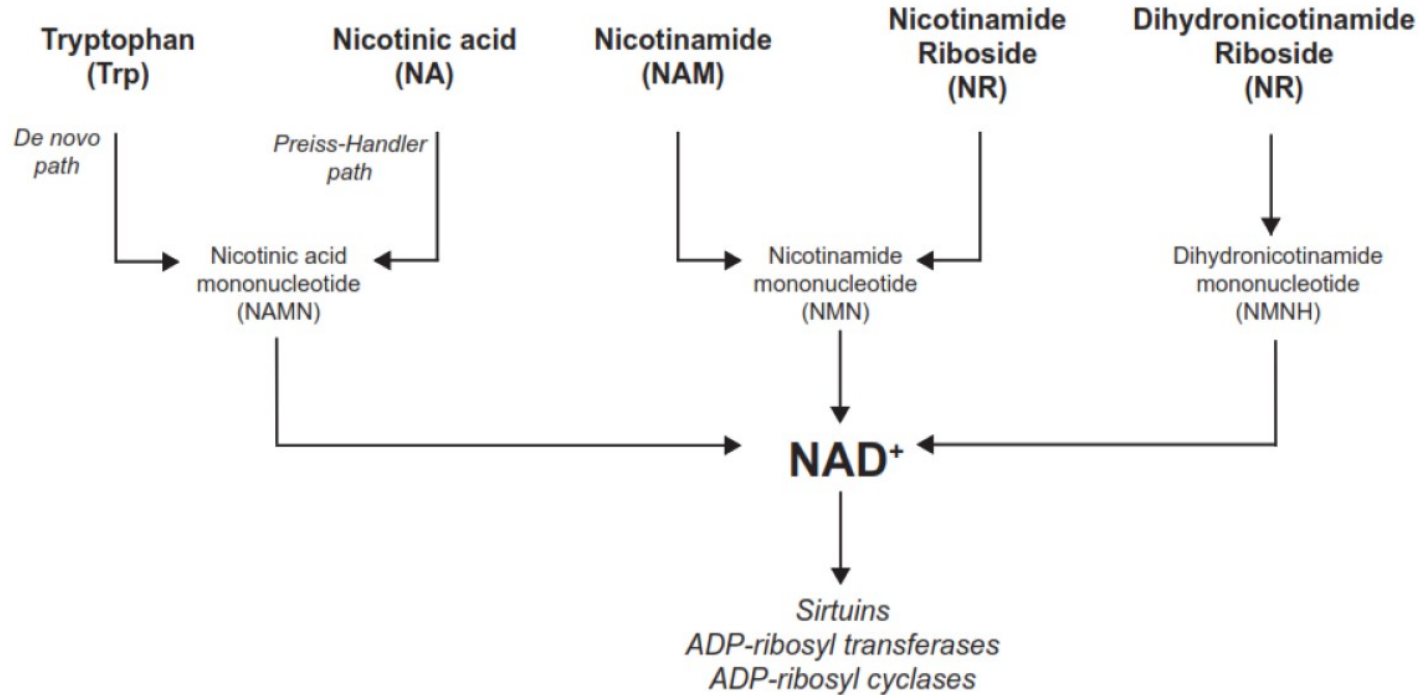 Tryptophan
(Trp)
Nicotinic acid
(NA)
Nicotinamide
(NAM)
Nicotinamide
Riboside
(NR)
Dihydronicotinamide
Riboside
(NR)
De novo
path
Preiss-Handler
path
Nicotinic acid
mononucleotide
(NAMN)
Nicotinamide
mononucleotide
(NMN)
Dihydronicotinamide
mononucleotide
(NMNH)
NAD⁺
Sirtuins
ADP-ribosyl transferases
ADP-ribosyl cyclases